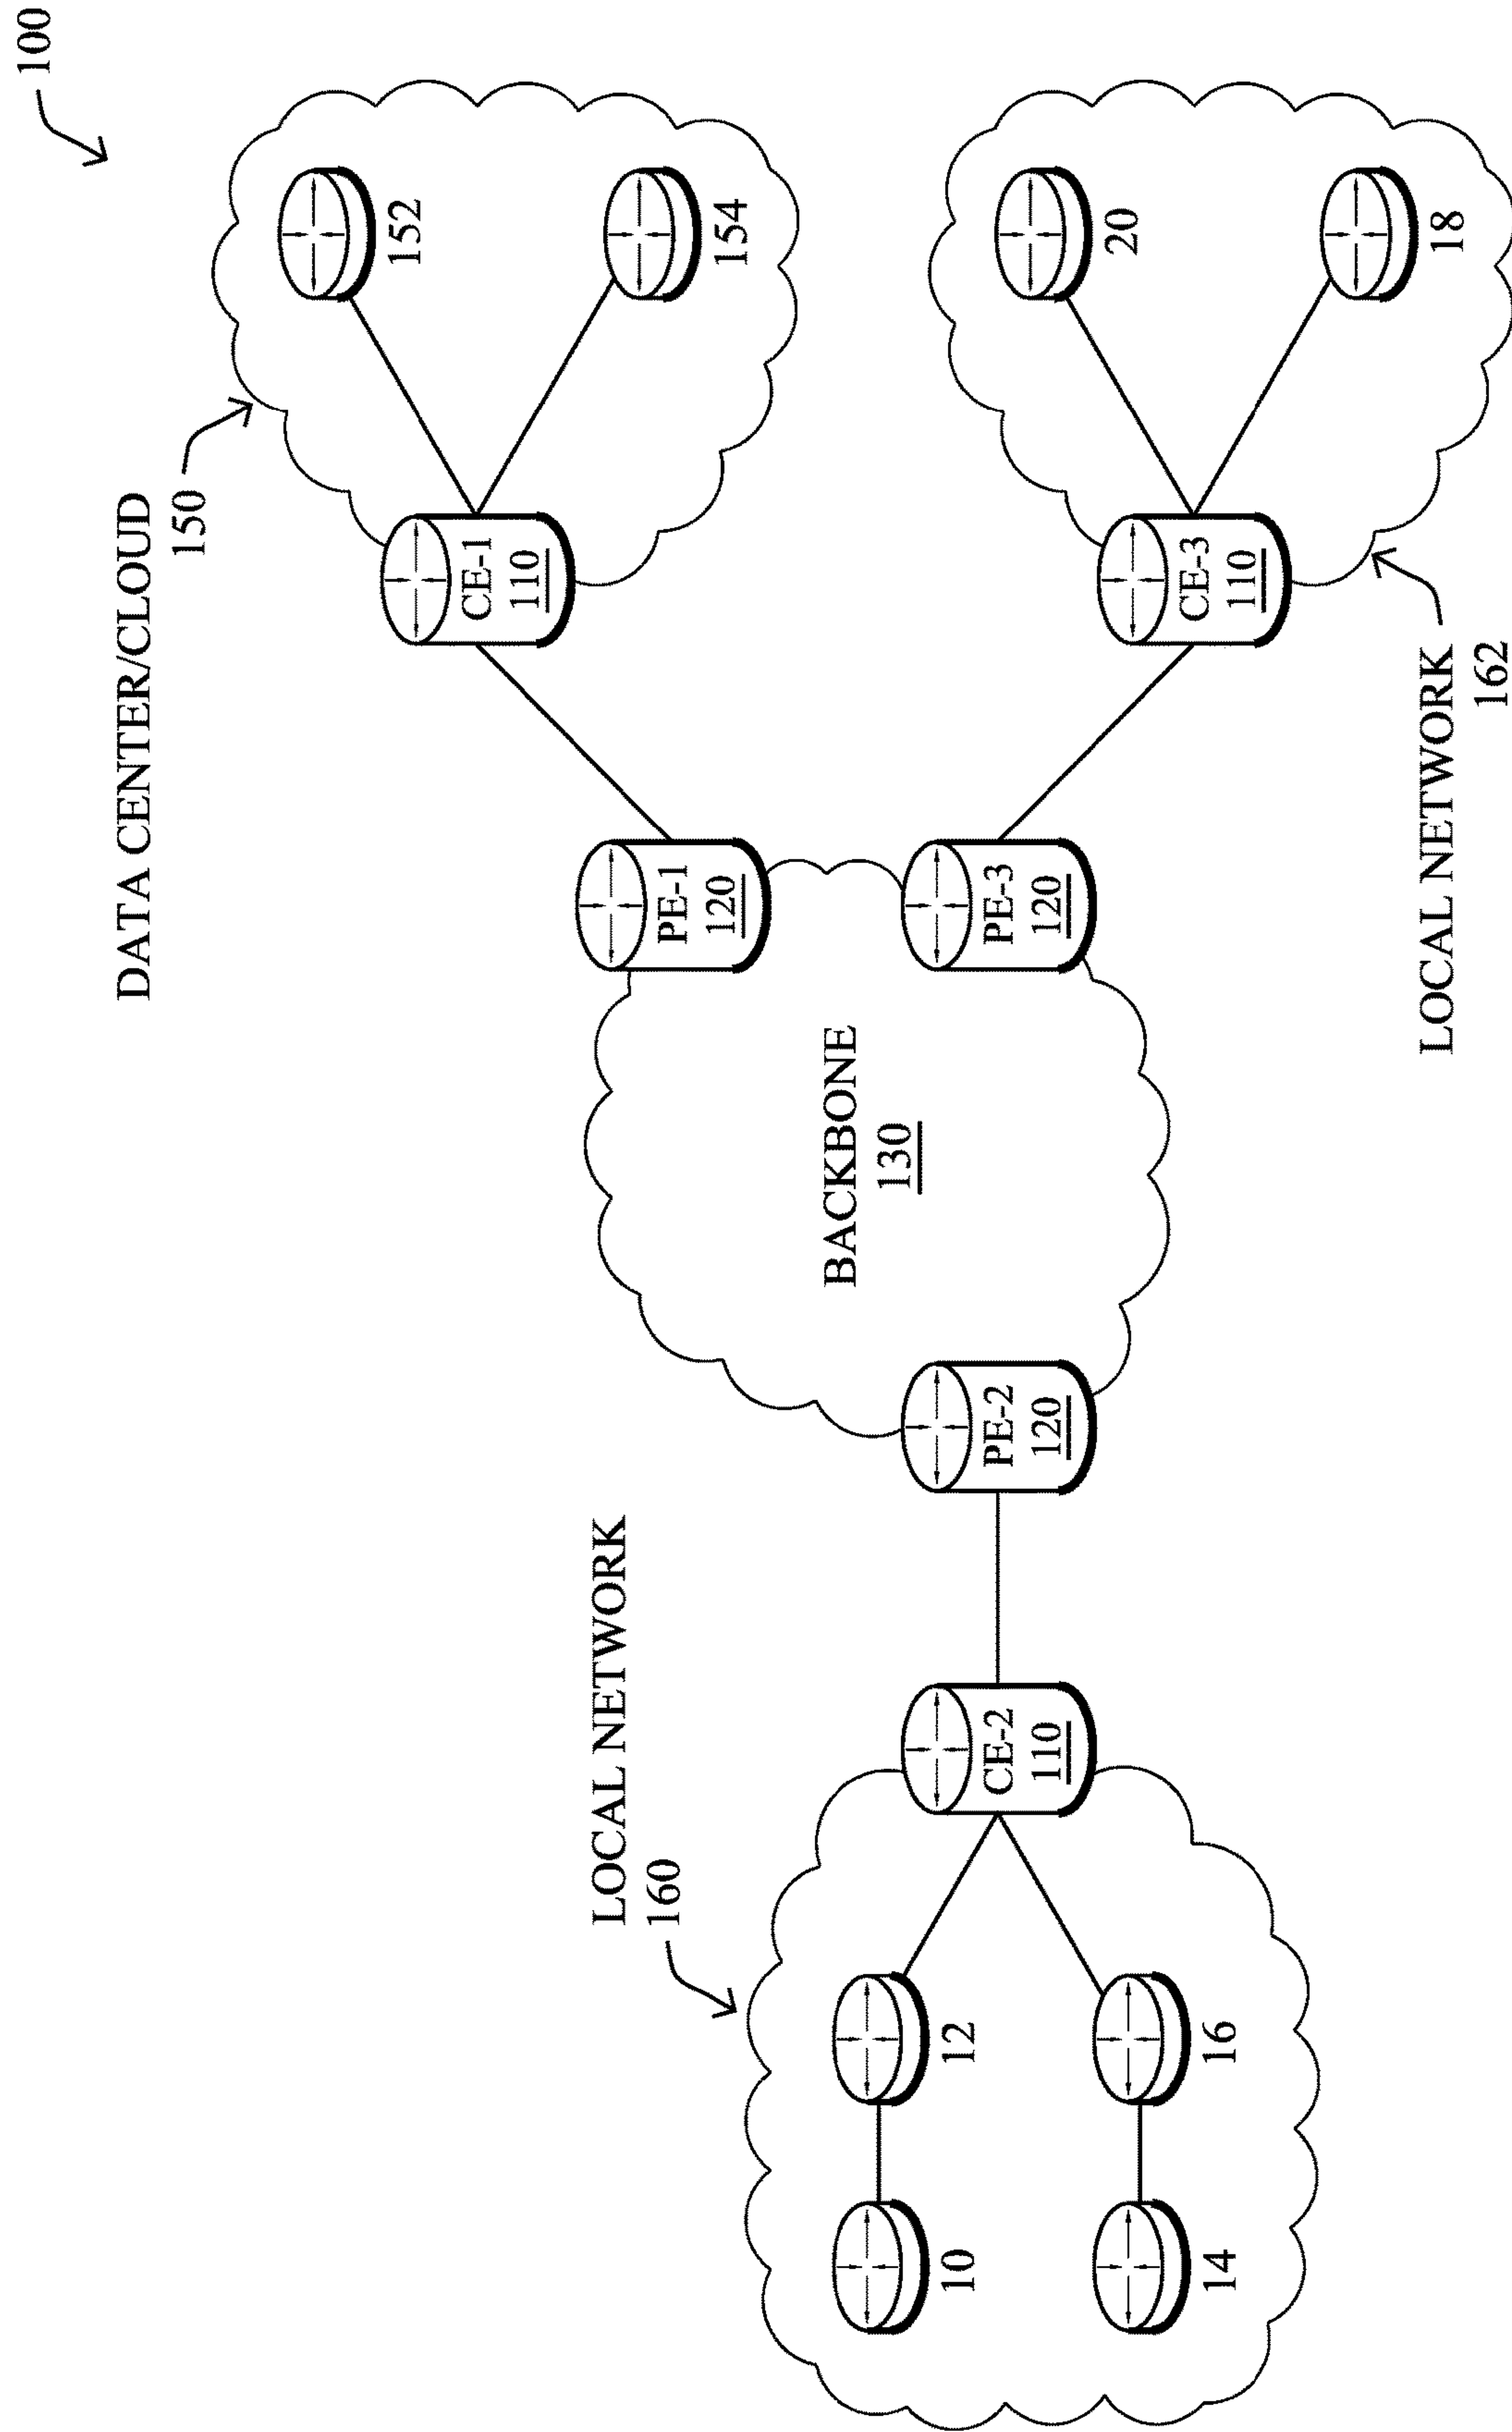 100
DATA CENTER/CLOUD
150
152
154
CE-1
110
PE-1
120
BACKBONE
130
PE-3
120
PE-2
120
CE-3
110
20
18
LOCAL NETWORK
162
LOCAL NETWORK
160
CE-2
110
12
10
16
14